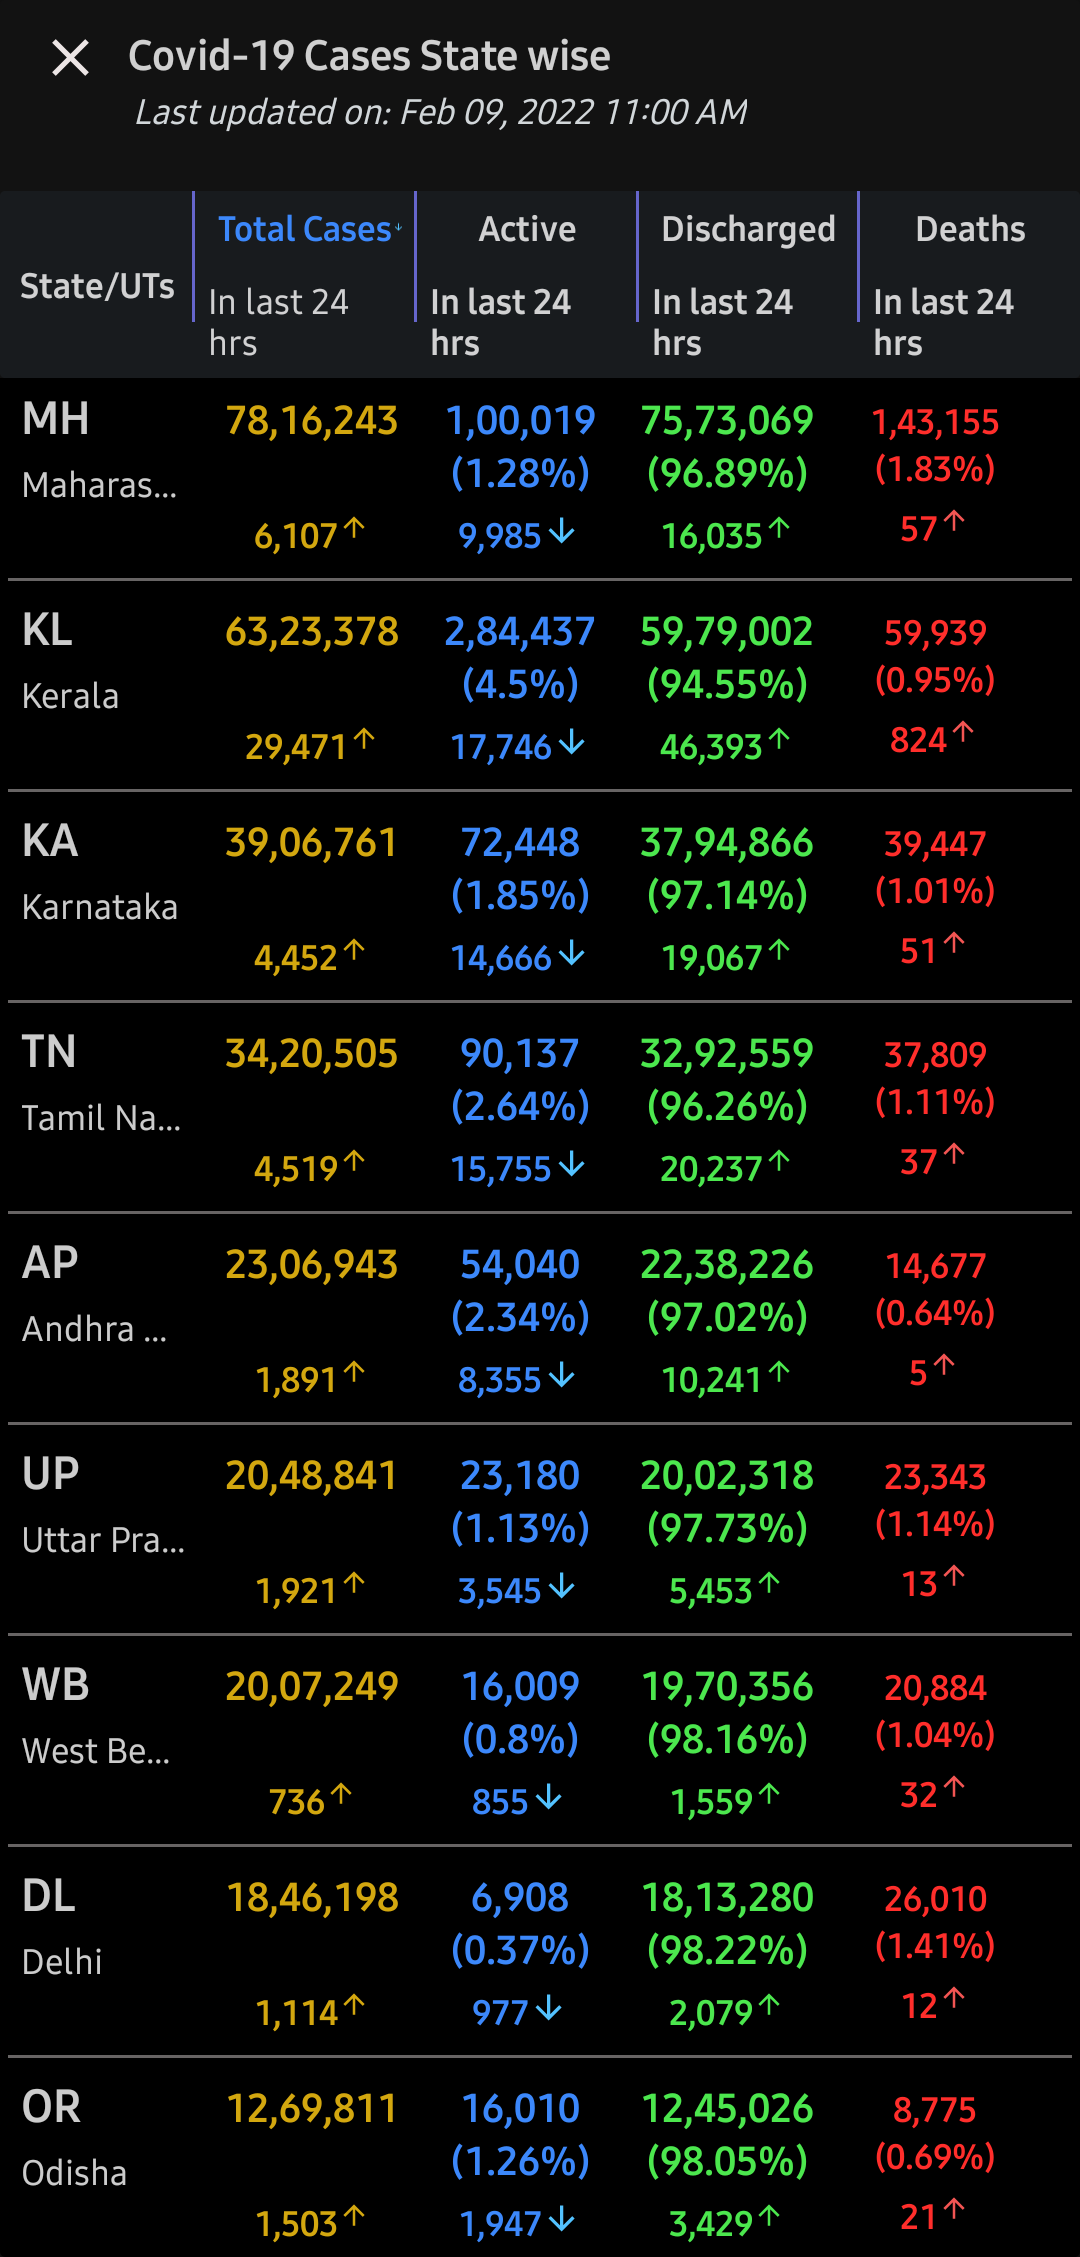 Covid-19 Cases State wise
Last updated on: Feb 09, 2022 11:00 AM
State/UTs
Total Cases↓ Active Discharged Deaths
In last 24 hrs In last 24 hrs In last 24 hrs In last 24 hrs
MH 78,16,243 1,00,019 75,73,069 1,43,155
(1.28%) (96.89%) (1.83%)
Maharas...
6,107↑ 9,985↓ 16,035↑ 57↑
KL 63,23,378 2,84,437 59,79,002 59,939
(4.5%) (94.55%) (0.95%)
Kerala
29,471↑ 17,746↓ 46,393↑ 824↑
KA 39,06,761 72,448 37,94,866 39,447
(1.85%) (97.14%) (1.01%)
Karnataka
4,452↑ 14,666↓ 19,067↑ 51↑
TN 34,20,505 90,137 32,92,559 37,809
(2.64%) (96.26%) (1.11%)
Tamil Na...
4,519↑ 15,755↓ 20,237↑ 37↑
AP 23,06,943 54,040 22,38,226 14,677
(2.34%) (97.02%) (0.64%)
Andhra ...
1,891↑ 8,355↓ 10,241↑ 5↑
UP 20,48,841 23,180 20,02,318 23,343
(1.13%) (97.73%) (1.14%)
Uttar Pra...
1,921↑ 3,545↓ 5,453↑ 13↑
WB 20,07,249 16,009 19,70,356 20,884
(0.8%) (98.16%) (1.04%)
West Be...
736↑ 855↓ 1,559↑ 32↑
DL 18,46,198 6,908 18,13,280 26,010
(0.37%) (98.22%) (1.41%)
Delhi
1,114↑ 977↓ 2,079↑ 12↑
OR 12,69,811 16,010 12,45,026 8,775
(1.26%) (98.05%) (0.69%)
Odisha
1,503↑ 1,947↓ 3,429↑ 21↑